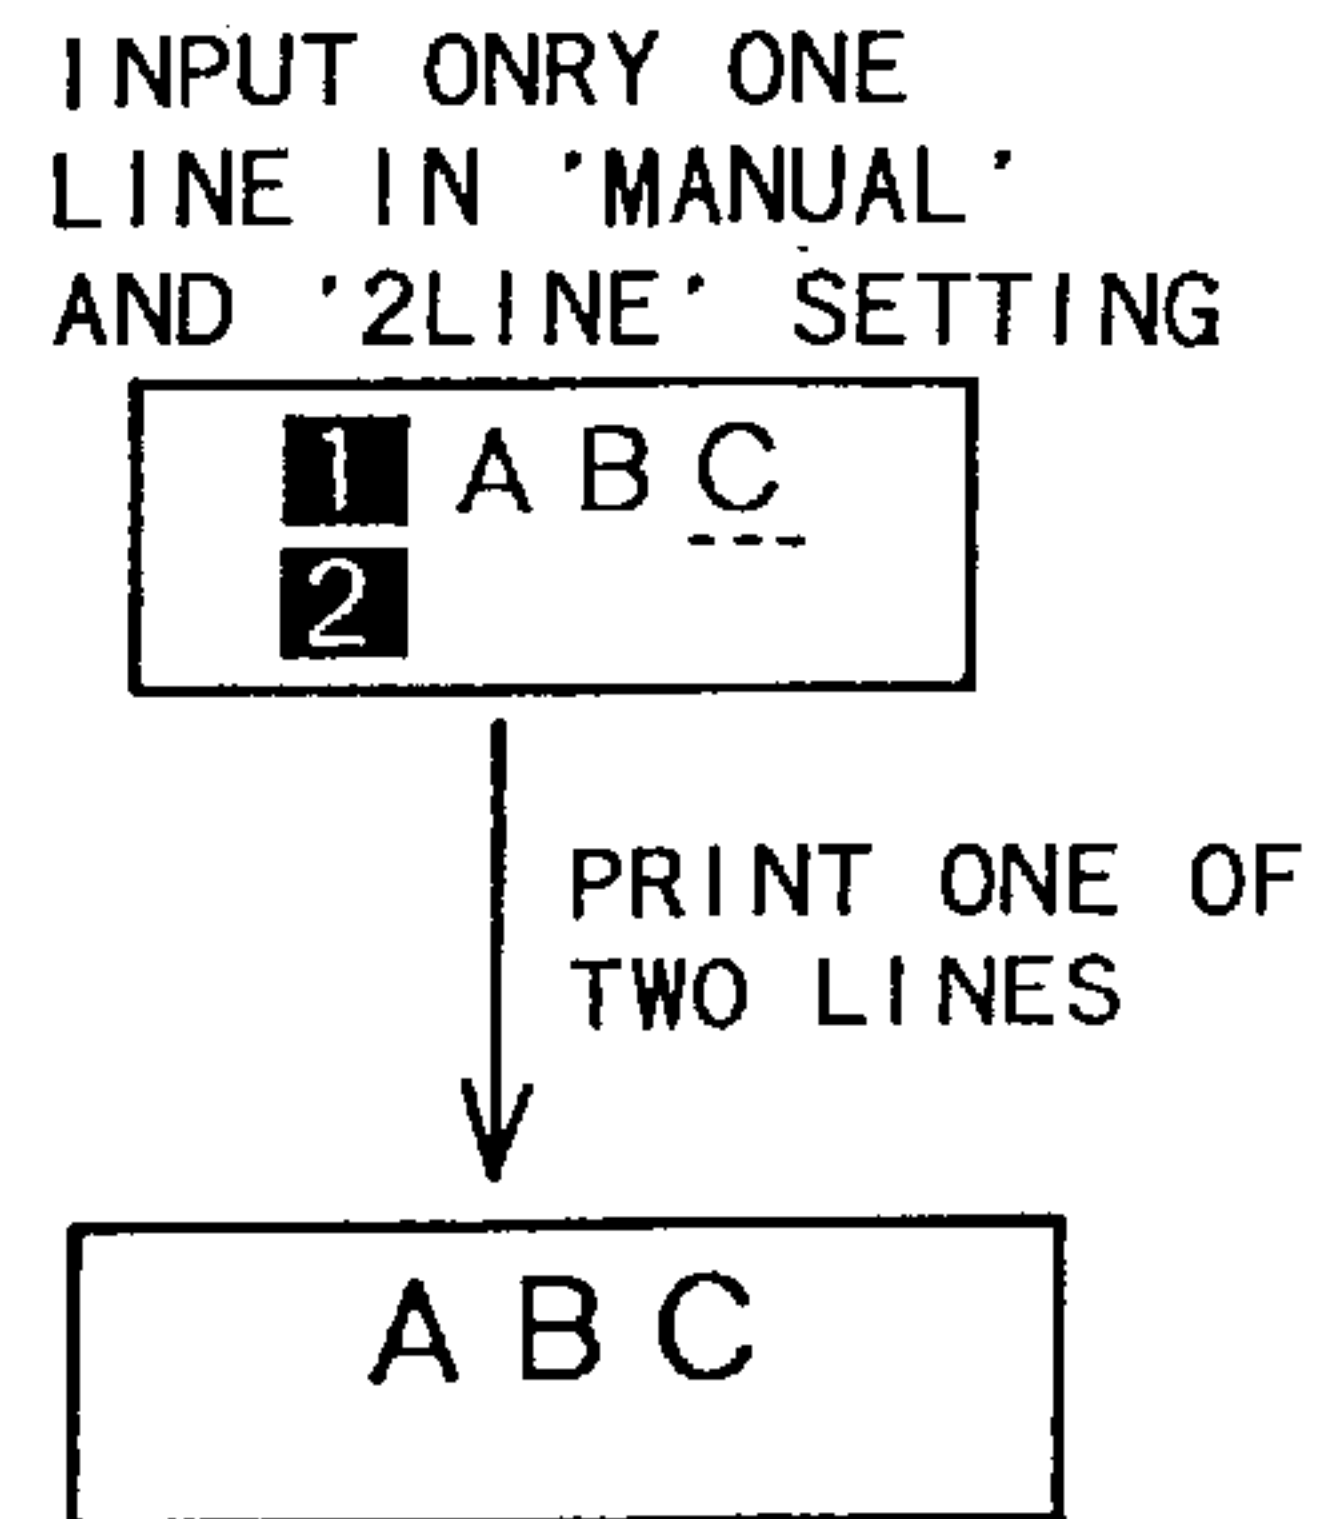 INPUT ONRY ONE
LINE IN 'MANUAL'
AND '2LINE' SETTING
1 ABC
2
PRINT ONE OF
TWO LINES
ABC